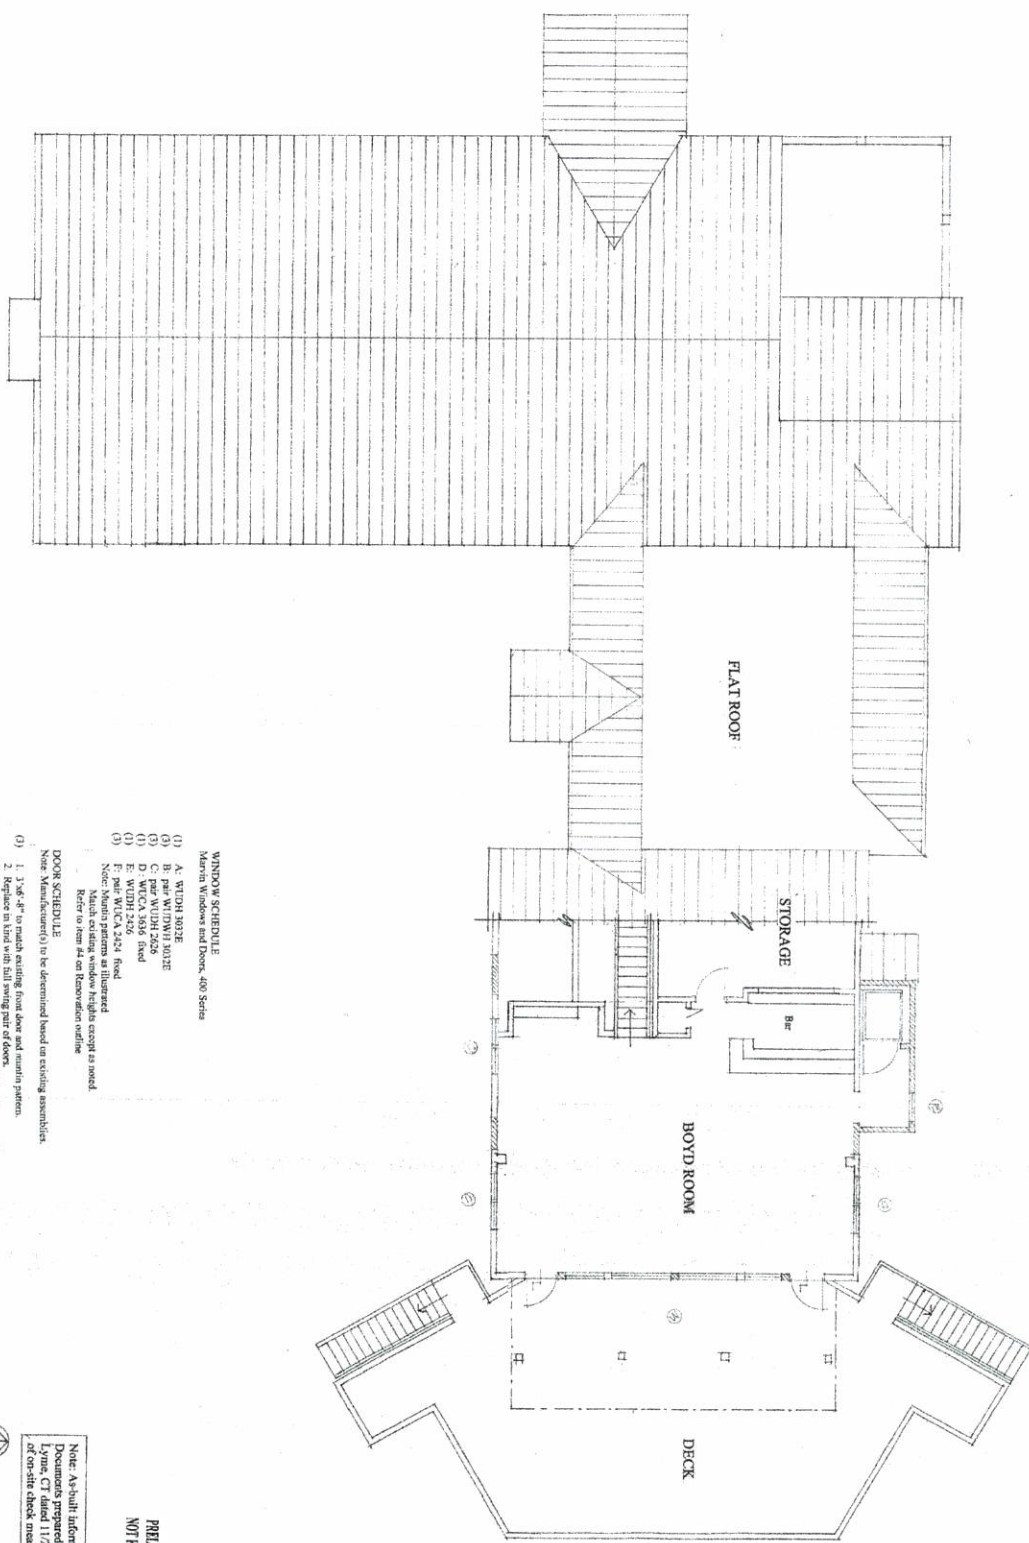 FLAT ROOF
STORAGE
Bar
BOYD ROOM
DECK
WINDOW SCHEDULE
Marvin Windows and Doors, 400 Series
(1) A: WUDH 3032E
(3) B: pair WUDWH 3032E
(3) C: pair WUDH 2626
(1) D: WUCA 3636 fixed
(1) E: WUDH 2426
(3) F: pair WUCA 2424 fixed
Note: Muntin patterns as illustrated
Match existing window heights except as noted.
Refer to item #4 on Renovation outline
DOOR SCHEDULE
Note: Manufacturer(s) to be determined based on existing assemblies.
(3) 1. 3'x6'-8" to match existing front door and muntin pattern.
2. Replace in kind with full swing pair of doors.
PREL
NOT F
Note: As-built infor
Documents prepared
Lyme, CT dated 11/
of on-site check mea